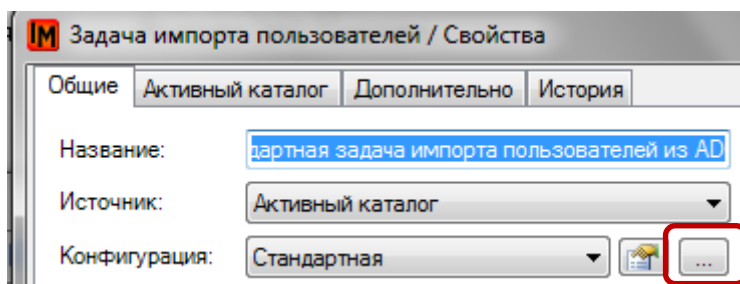 IM Задача импорта пользователей / Свойства
Общие Активный каталог Дополнительно История
Название: дартная задача импорта пользователей из AD
Источник: Активный каталог
Конфигурация: Стандартная ...